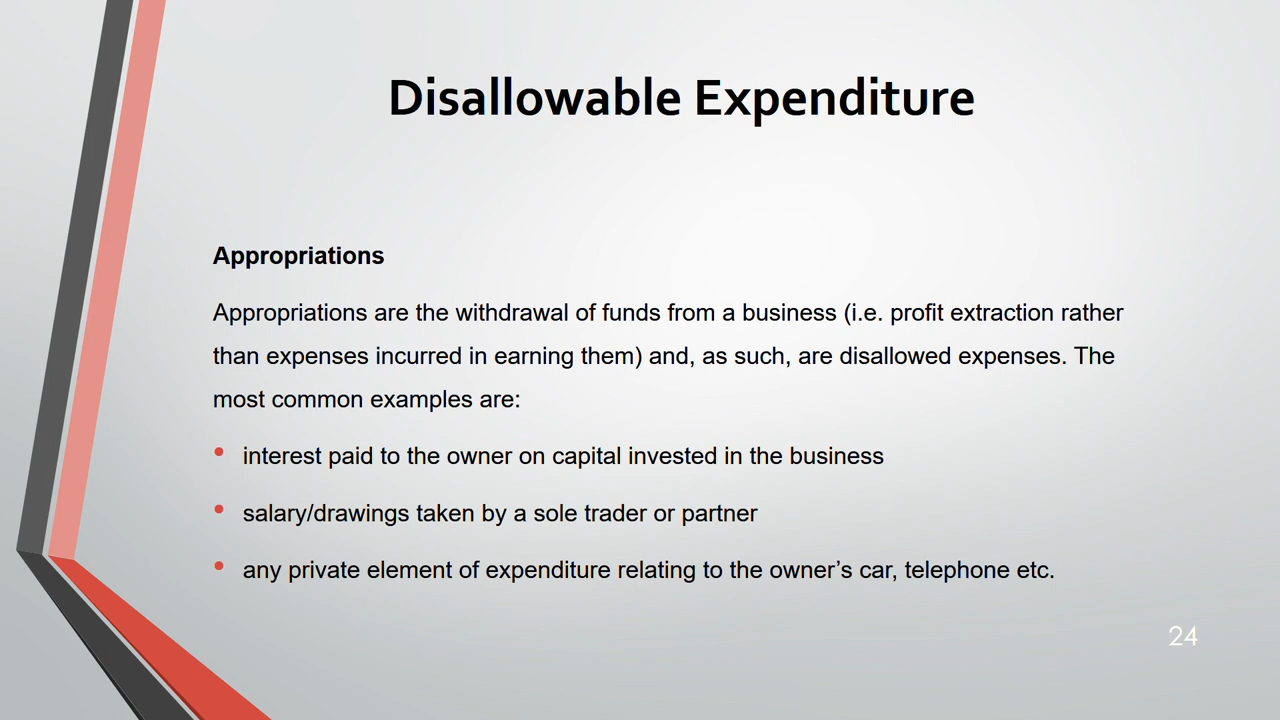 Disallowable Expenditure
Appropriations
Appropriations are the withdrawal of funds from a business (i.e. profit extraction rather
than expenses incurred in earning them) and, as such, are disallowed expenses. The
most common examples are:
• interest paid to the owner on capital invested in the business
• salary/drawings taken by a sole trader or partner
• any private element of expenditure relating to the owner’s car, telephone etc.
24